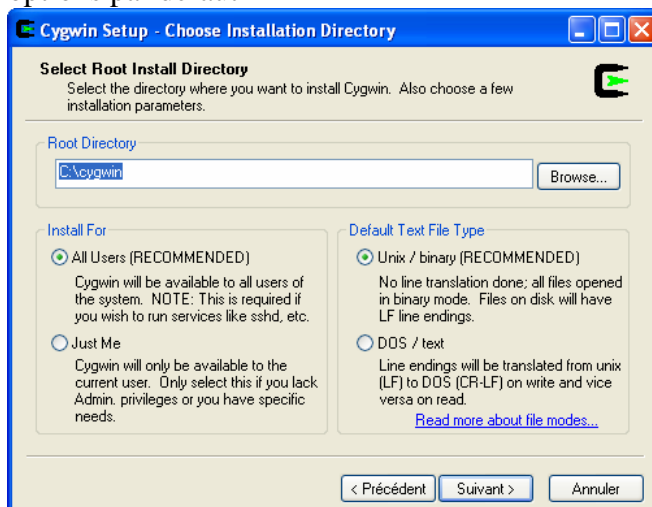 Cygwin Setup - Choose Installation Directory
Select Root Install Directory
Select the directory where you want to install Cygwin. Also choose a few
installation parameters.
Root Directory
C:\cygwin
Browse...
Install For
All Users (RECOMMENDED)
Cygwin will be available to all users of
the system. NOTE: This is required if
you wish to run services like sshd, etc.
Just Me
Cygwin will only be available to the
current user. Only select this if you lack
Admin. privileges or you have specific
needs.
Default Text File Type
Unix / binary (RECOMMENDED)
No line translation done; all files opened
in binary mode. Files on disk will have
LF line endings.
DOS / text
Line endings will be translated from unix
(LF) to DOS (CR-LF) on write and vice
versa on read.
Read more about file modes...
< Précédent
Suivant >
Annuler